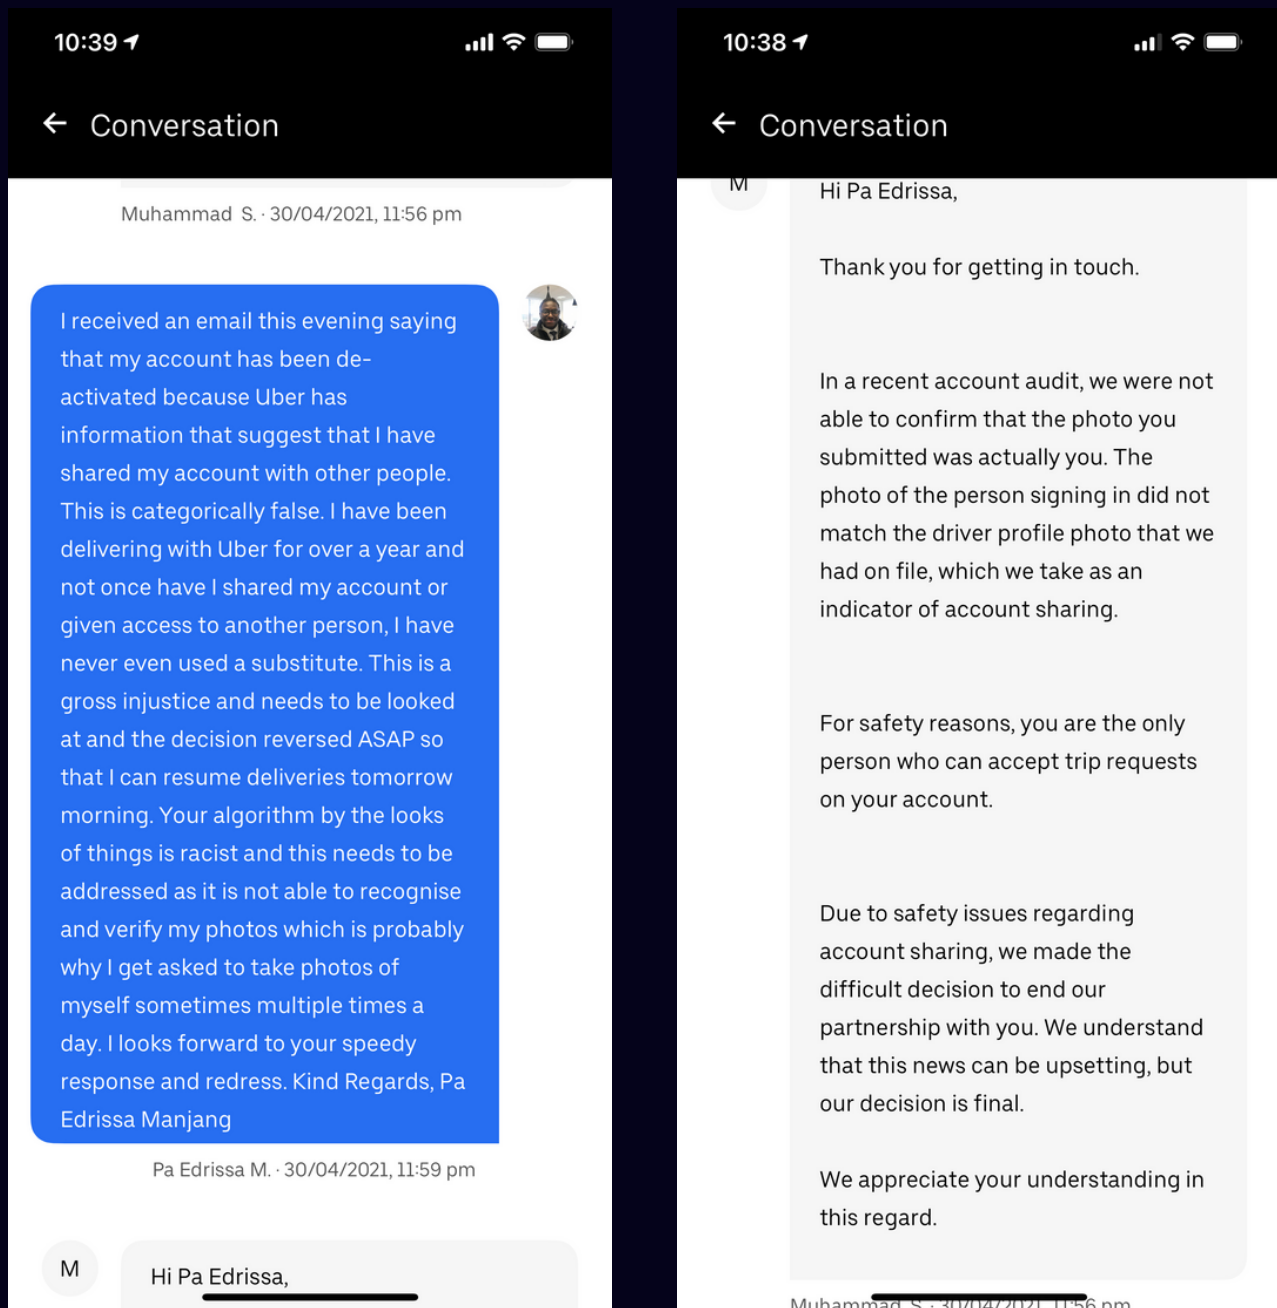 10:39
Conversation
Muhammad S. · 30/04/2021, 11:56 pm
I received an email this evening saying
that my account has been de-
activated because Uber has
information that suggest that I have
shared my account with other people.
This is categorically false. I have been
delivering with Uber for over a year and
not once have I shared my account or
given access to another person, I have
never even used a substitute. This is a
gross injustice and needs to be looked
at and the decision reversed ASAP so
that I can resume deliveries tomorrow
morning. Your algorithm by the looks
of things is racist and this needs to be
addressed as it is not able to recognise
and verify my photos which is probably
why I get asked to take photos of
myself sometimes multiple times a
day. I looks forward to your speedy
response and redress. Kind Regards, Pa
Edrissa Manjang
Pa Edrissa M. · 30/04/2021, 11:59 pm
M
Hi Pa Edrissa,
10:38
Conversation
M
Hi Pa Edrissa,
Thank you for getting in touch.
In a recent account audit, we were not
able to confirm that the photo you
submitted was actually you. The
photo of the person signing in did not
match the driver profile photo that we
had on file, which we take as an
indicator of account sharing.
For safety reasons, you are the only
person who can accept trip requests
on your account.
Due to safety issues regarding
account sharing, we made the
difficult decision to end our
partnership with you. We understand
that this news can be upsetting, but
our decision is final.
We appreciate your understanding in
this regard.
Muhammad S. · 30/04/2021, 11:56 pm